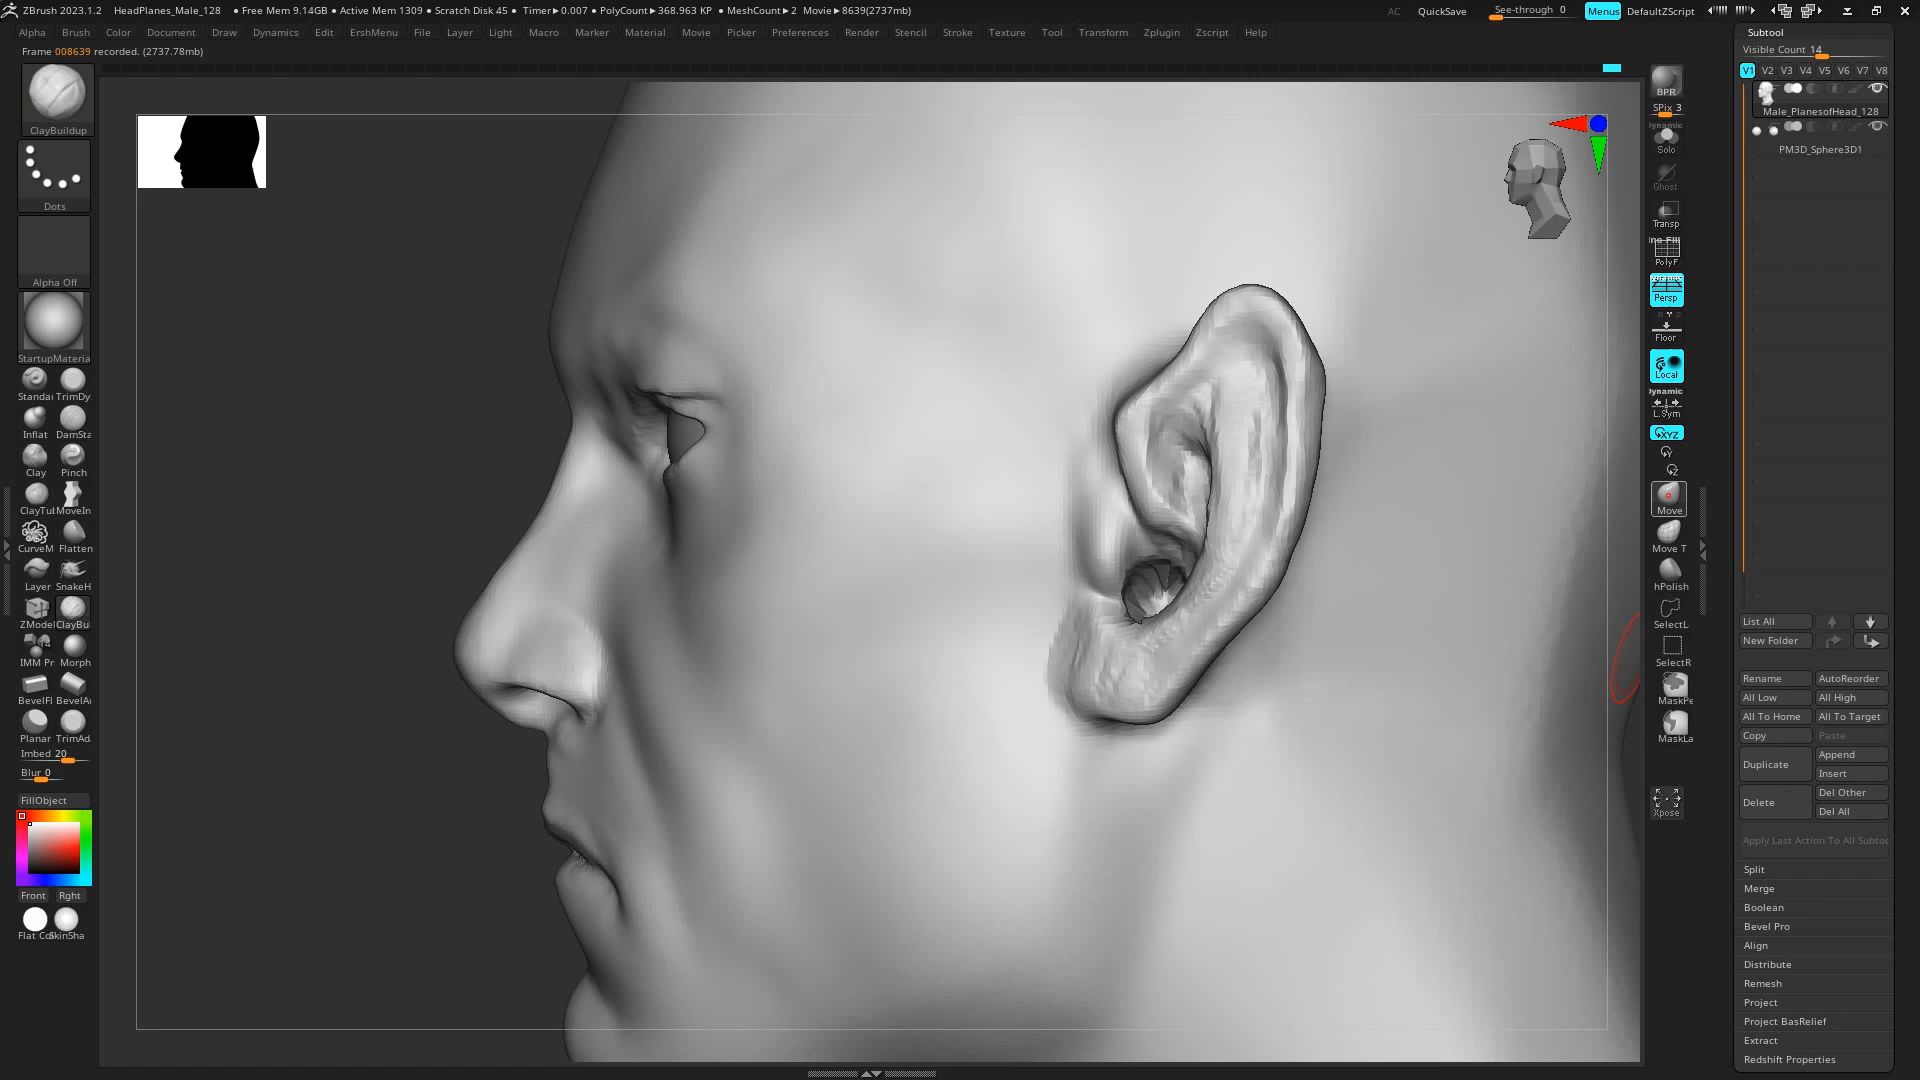 ZBrush 2023.1.2 HeadPlanes_Male_128 ● Free Mem 9.14GB ● Active Mem 1309 ● Scratch Disk 45 ● Timer►0.007 ● PolyCount►368.963 KP ● MeshCount►2 Movie►8639(2737mb) AC QuickSave See-through 0 Menus DefaultZScript
Alpha Brush Color Document Draw Dynamics Edit ErshMenu File Layer Light Macro Marker Material Movie Picker Preferences Render Stencil Stroke Texture Tool Transform Zplugin Zscript Help
Frame 008639 recorded. (2737.78mb)
ClayBuildup
Dots
Alpha Off
StartupMateria
Standa TrimDy
Inflat DamSta
Clay Pinch
ClayTu MoveIn
CurveM Flatten
Layer SnakeH
ZModel ClayBu
14
IMM Pr Morph
BevelFl BevelA
Planar TrimAd
Imbed 20
Blur 0
FillObject
Front Rght
Flat Co SkinSha
BPR
SPix 3
Dynamic
Solo
Ghost
Transp
Line Fill
PolyF
Persp
Floor
Local
Dynamic
L.Sym
XYZ
Y
Z
Move
Move T
hPolish
SelectL
SelectR
MaskPe
MaskLa
Xpose
Subtool
Visible Count 14
V1 V2 V3 V4 V5 V6 V7 V8
Male_PlanesofHead_128
PM3D_Sphere3D1
List All
New Folder
Rename AutoReorder
All Low All High
All To Home All To Target
Copy Paste
Duplicate Append
Insert
Delete Del Other
Del All
Apply Last Action To All Subtoo
Split
Merge
Boolean
Bevel Pro
Align
Distribute
Remesh
Project
Project BasRelief
Extract
Redshift Properties